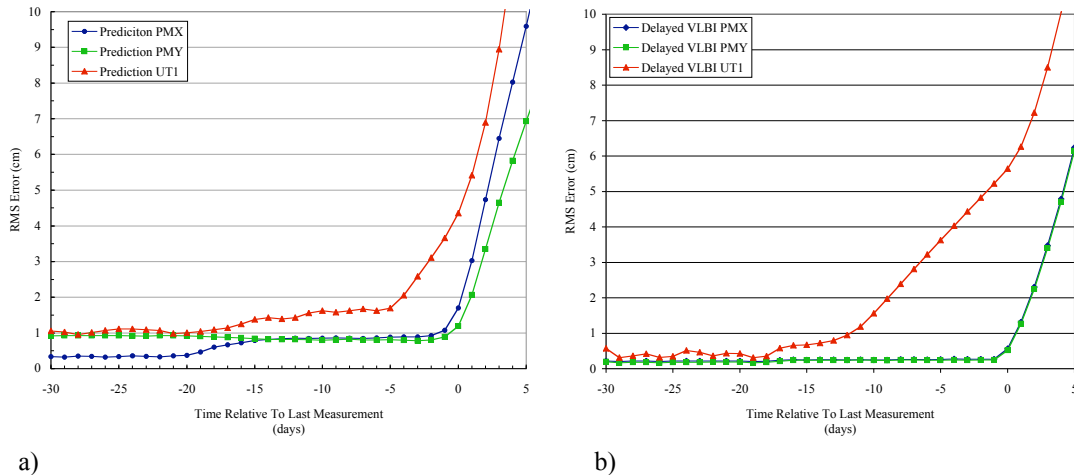 10
9
8
7
6
5
4
3
2
1
0
RMS Error (cm)
Prediciton PMX
Prediction PMY
Prediction UT1
-30
-25
-20
-15
-10
-5
0
5
Time Relative To Last Measurement
(days)
a)
10
9
8
7
6
5
4
3
2
1
0
RMS Error (cm)
Delayed VLBI PMX
Delayed VLBI PMY
Delayed VLBI UT1
-30
-25
-20
-15
-10
-5
0
5
Time Relative To Last Measurement
(days)
b)